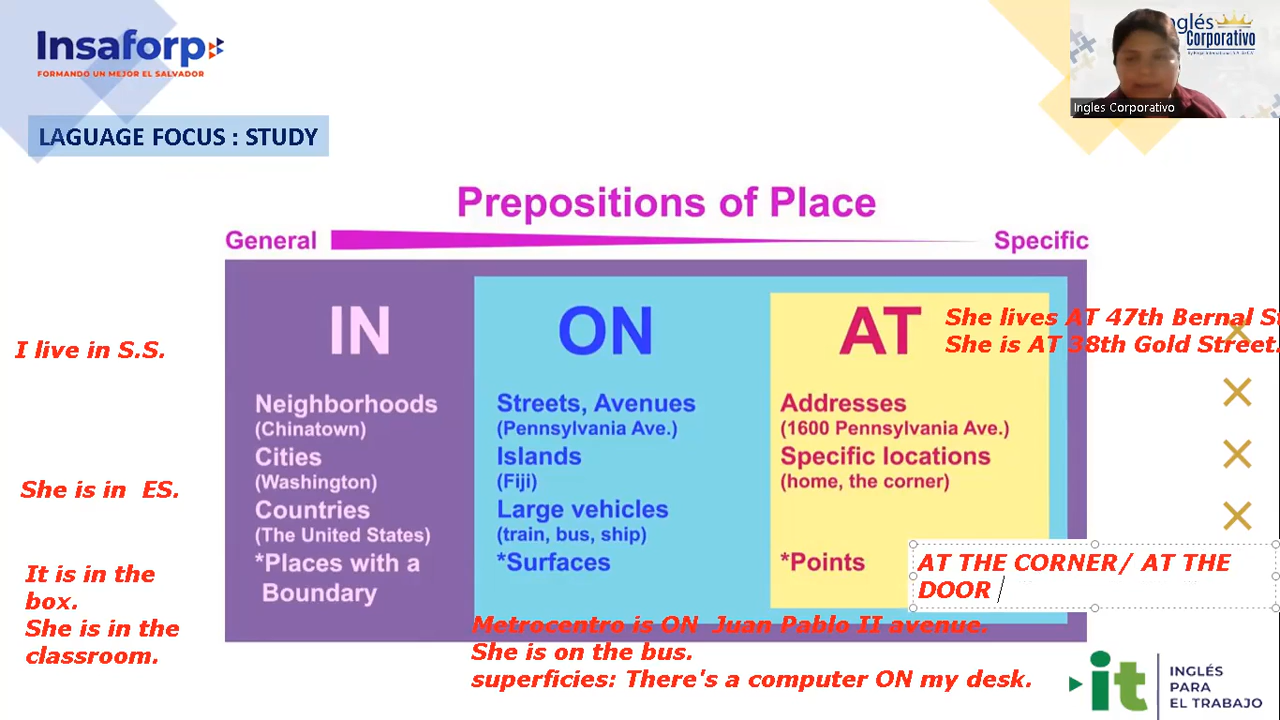 Insaforp
FORMANDO UN MEJOR EL SALVADOR
Inglés
Corporativo
Ingles Corporativo
LAGUAGE FOCUS : STUDY
Prepositions of Place
General
Specific
IN
ON
AT
She lives AT 47th Bernal
She is AT 38th Gold Street.
I live in S.S.
Neighborhoods
(Chinatown)
Cities
(Washington)
Countries
(The United States)
*Places with a
Boundary
Streets, Avenues
(Pennsylvania Ave.)
Islands
(Fiji)
Large vehicles
(train, bus, ship)
*Surfaces
Addresses
(1600 Pennsylvania Ave.)
Specific locations
(home, the corner)
*Points
She is in ES.
AT THE CORNER/ AT THE
DOOR
It is in the
box.
She is in the
classroom.
Metrocentro is ON Juan Pablo II avenue.
She is on the bus.
superficies: There's a computer ON my desk.
it
INGLÉS
PARA
EL TRABAJO